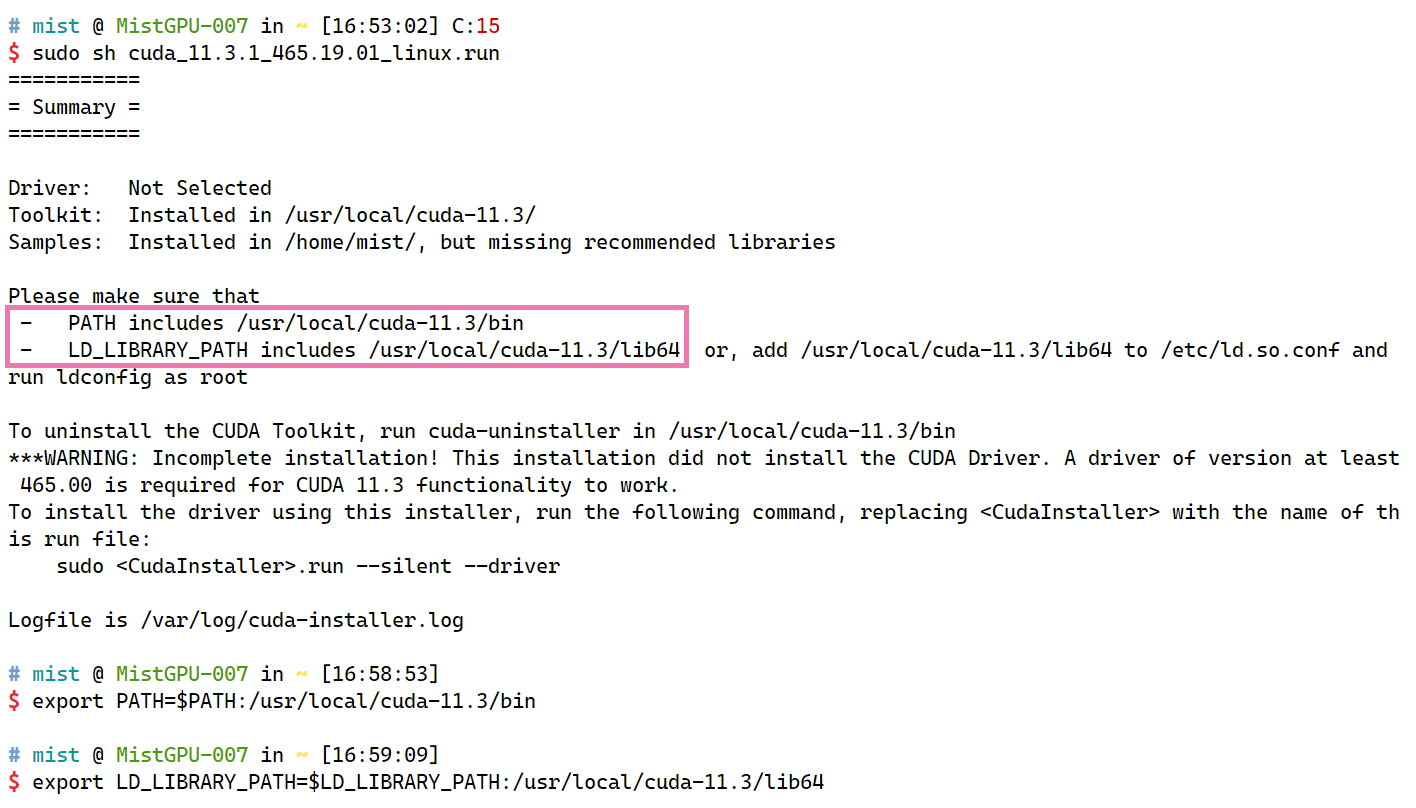 # mist @ MistGPU-007 in ~ [16:53:02] C:15
$ sudo sh cuda_11.3.1_465.19.01_linux.run
===========
= Summary =
===========
Driver:   Not Selected
Toolkit:  Installed in /usr/local/cuda-11.3/
Samples:  Installed in /home/mist/, but missing recommended libraries
Please make sure that
 -   PATH includes /usr/local/cuda-11.3/bin
 -   LD_LIBRARY_PATH includes /usr/local/cuda-11.3/lib64, or, add /usr/local/cuda-11.3/lib64 to /etc/ld.so.conf and
run ldconfig as root
To uninstall the CUDA Toolkit, run cuda-uninstaller in /usr/local/cuda-11.3/bin
***WARNING: Incomplete installation! This installation did not install the CUDA Driver. A driver of version at least
 465.00 is required for CUDA 11.3 functionality to work.
To install the driver using this installer, run the following command, replacing <CudaInstaller> with the name of th
is run file:
    sudo <CudaInstaller>.run --silent --driver
Logfile is /var/log/cuda-installer.log
# mist @ MistGPU-007 in ~ [16:58:53]
$ export PATH=$PATH:/usr/local/cuda-11.3/bin
# mist @ MistGPU-007 in ~ [16:59:09]
$ export LD_LIBRARY_PATH=$LD_LIBRARY_PATH:/usr/local/cuda-11.3/lib64